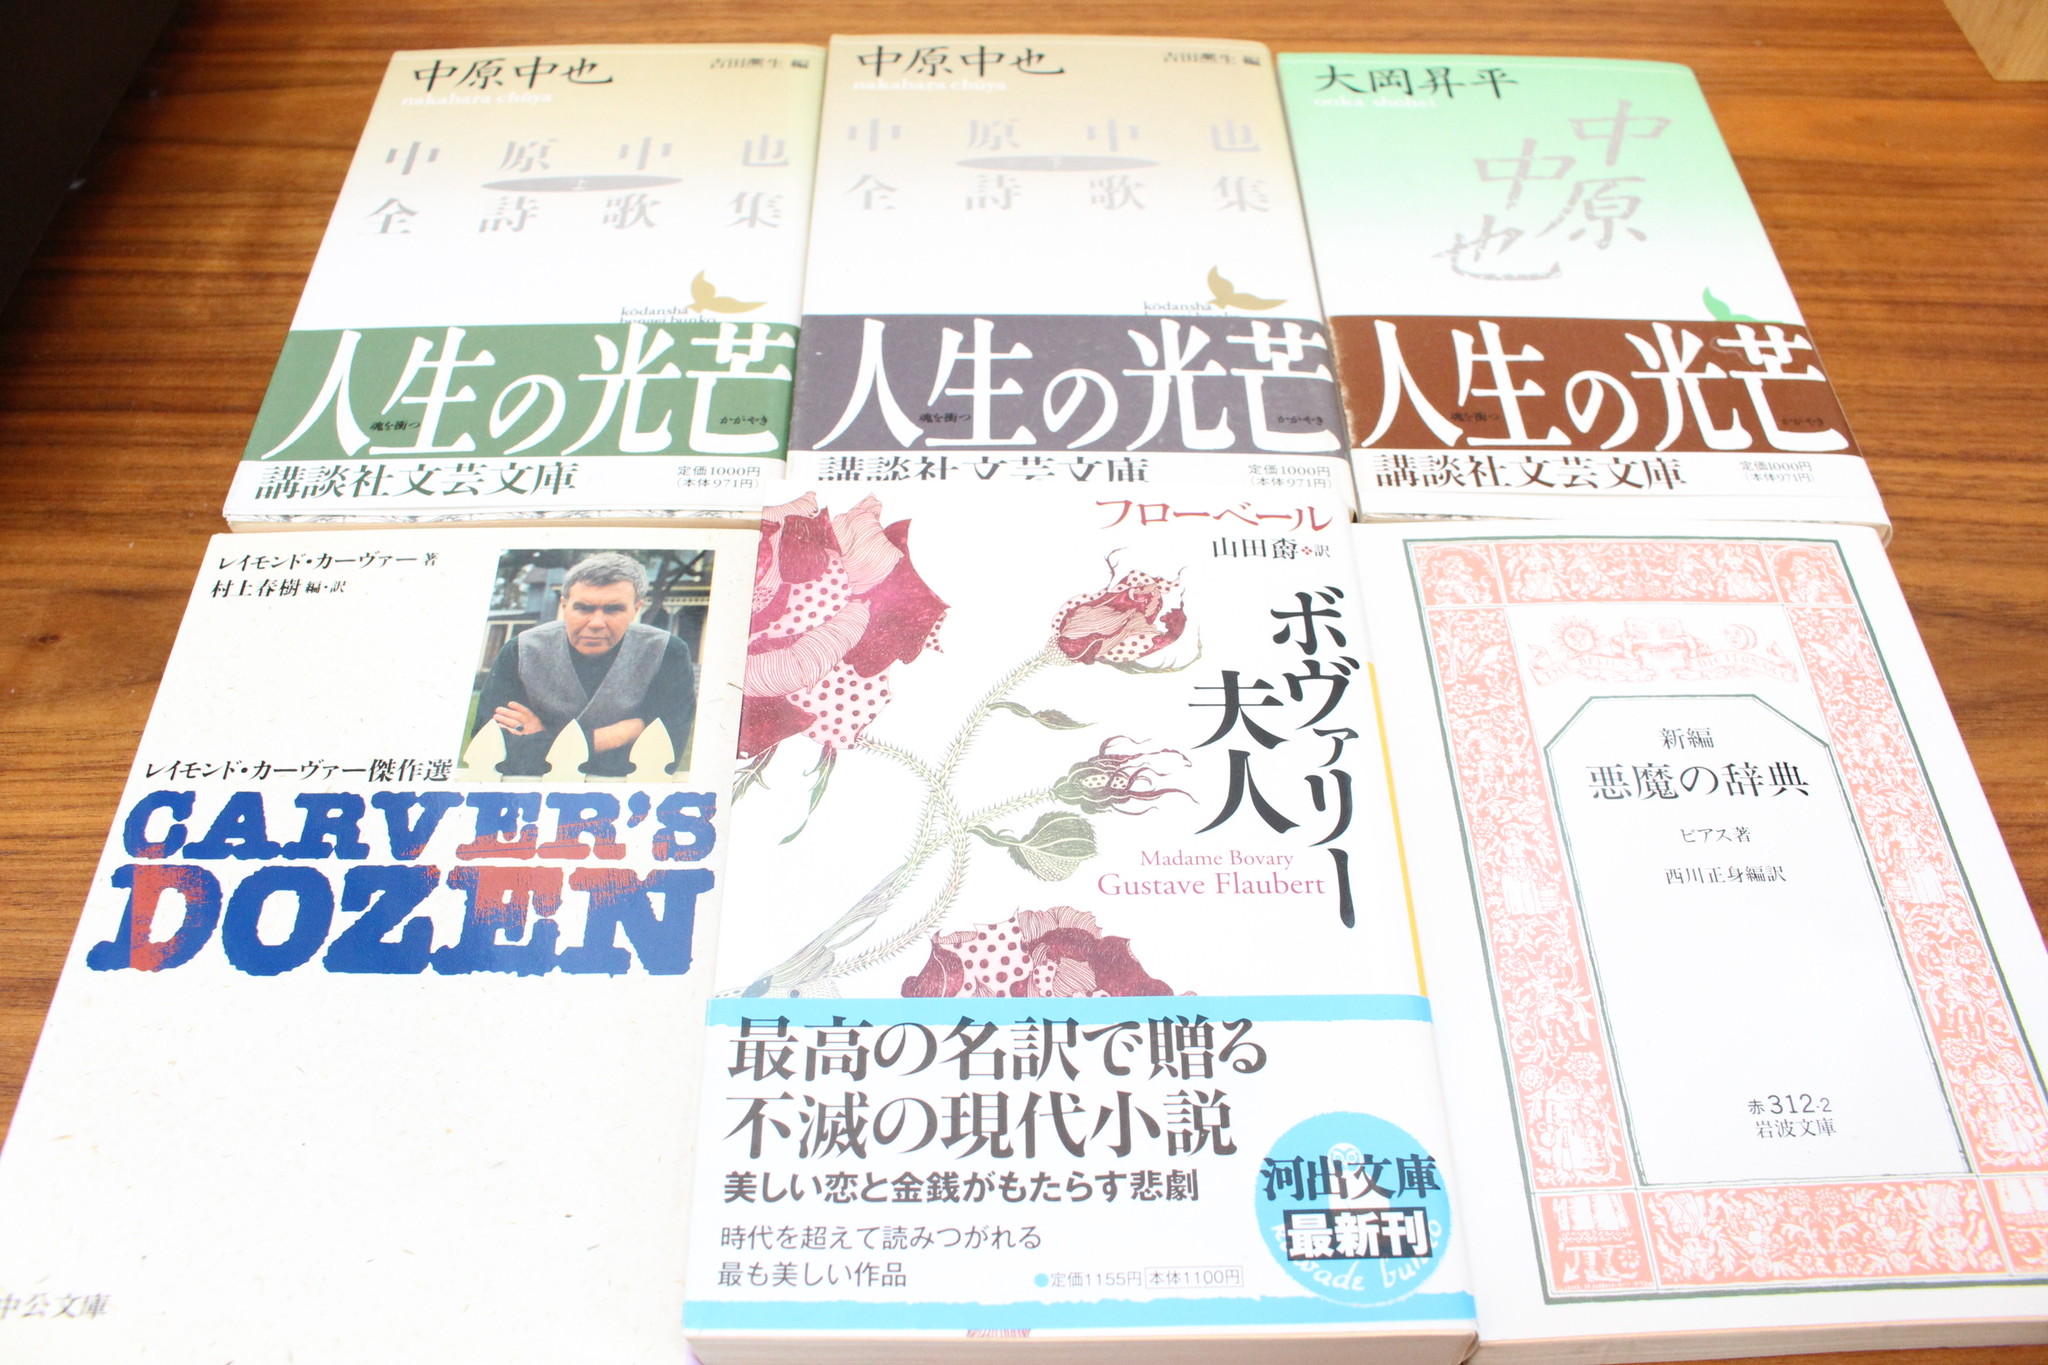 中原中也
吉田凞生 編
nakahara chūya
中原中也
上
全詩歌集
kōdansha
bungei bunko
人生の光芒
魂を衝つ
かがやき
講談社文芸文庫
定価1000円
(本体971円)
中原中也
吉田凞生 編
nakahara chūya
中原中也
下
全詩歌集
kōdansha
人生の光芒
魂を衝つ
かがやき
講談社文芸文庫
定価1000円
(本体971円)
大岡昇平
ooka shōhei
中原
中也
人生の光芒
魂を衝つ
かがやき
講談社文芸文庫
定価1000円
(本体971円)
レイモンド・カーヴァー 著
村上春樹 編・訳
レイモンド・カーヴァー傑作選
CARVER'S
DOZEN
中公文庫
フローベール
山田𣝣 訳
ボヴァリー
夫人
Madame Bovary
Gustave Flaubert
最高の名訳で贈る
不滅の現代小説
美しい恋と金銭がもたらす悲劇
時代を超えて読みつがれる
最も美しい作品
●定価1155円 本体1100円
河出文庫
最新刊
新編
悪魔の辞典
ビアス著
西川正身編訳
赤312-2
岩波文庫